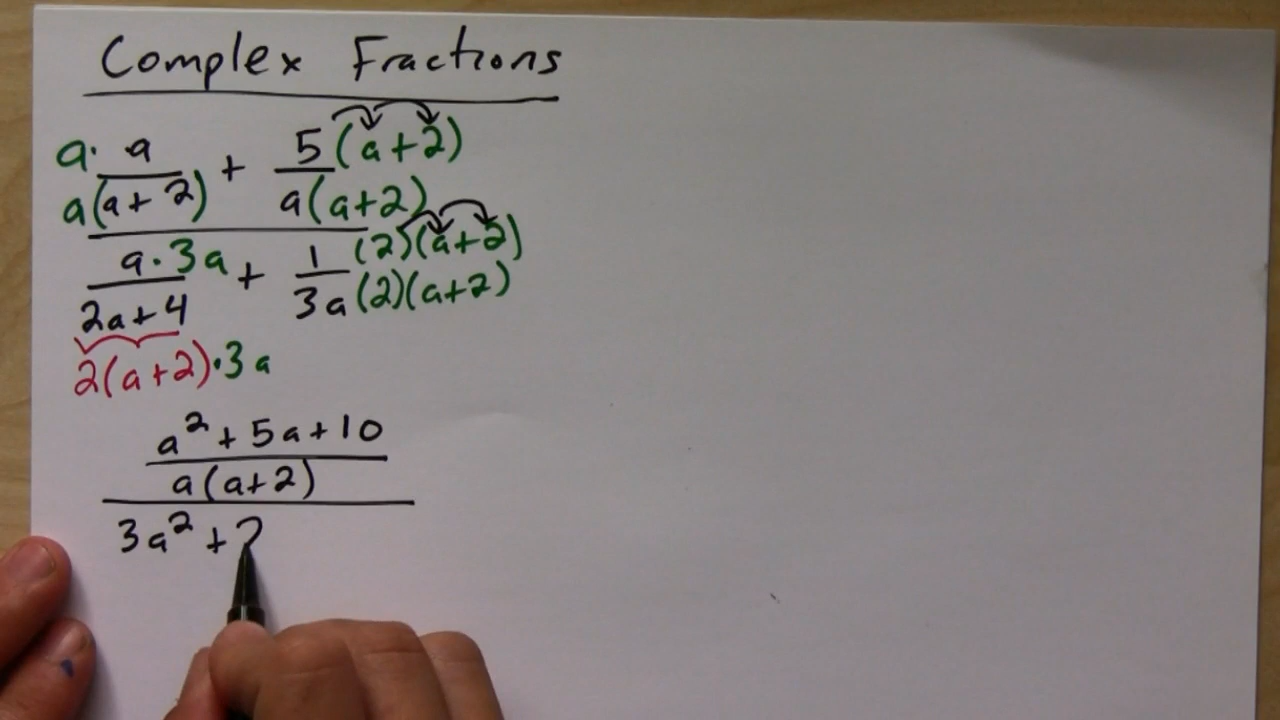 Complex Fractions
a· a + 5(a+2)
a(a+2) a(a+2)
a·3a + 1 (2)(a+2)
2a+4 3a(2)(a+2)
2(a+2)·3a
a² + 5a + 10
a(a+2)
3a² + 2